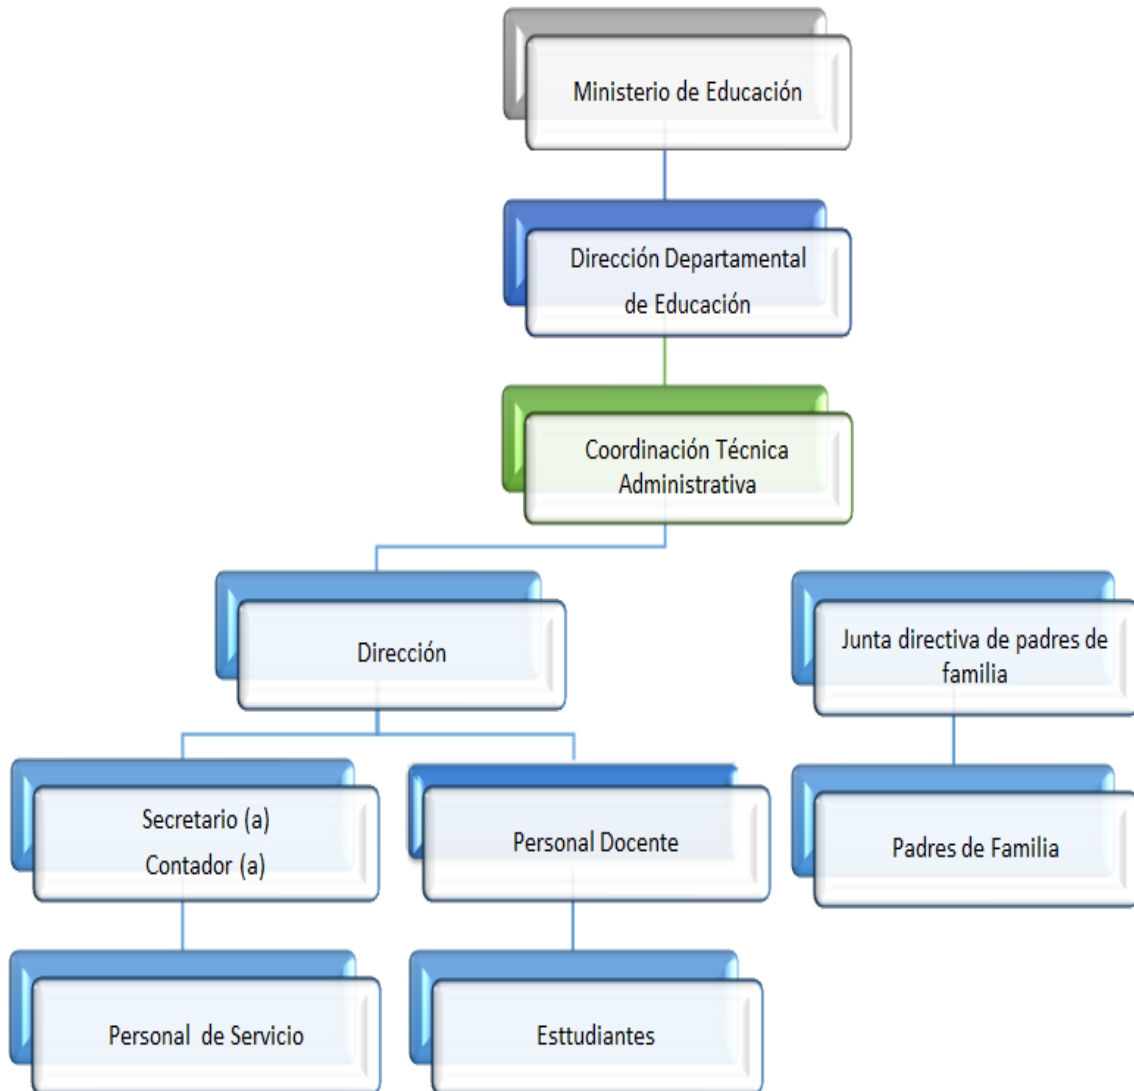 Ministerio de Educación
Dirección Departamental
de Educación
Coordinación Técnica
Administrativa
Dirección
Junta directiva de padres de
familia
Secretario (a)
Contador (a)
Personal Docente
Padres de Familia
Personal de Servicio
Esttudiantes